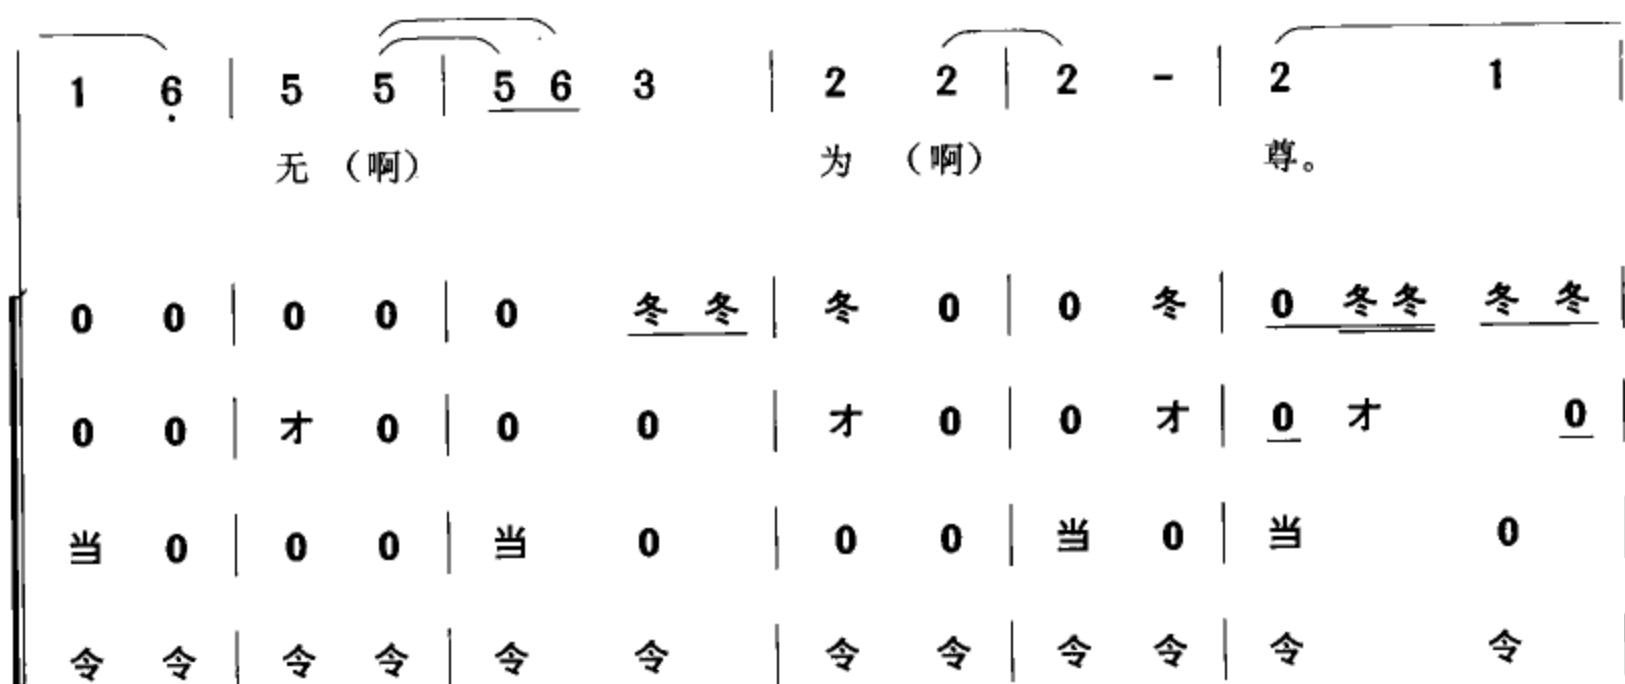 1 6 | 5 5 | 5 6 3 | 2 2 | 2 - | 2 1 |
无 (啊) 为 (啊) 尊。
0 0 | 0 0 | 0 冬 冬 | 冬 0 | 0 冬 | 0 冬 冬 冬 冬 |
0 0 | 才 0 | 0 0 | 才 0 | 0 才 | 0 才 0 |
当 0 | 0 0 | 当 0 | 0 0 | 当 0 | 当 0 |
令 令 | 令 令 | 令 令 | 令 令 | 令 令 | 令 令